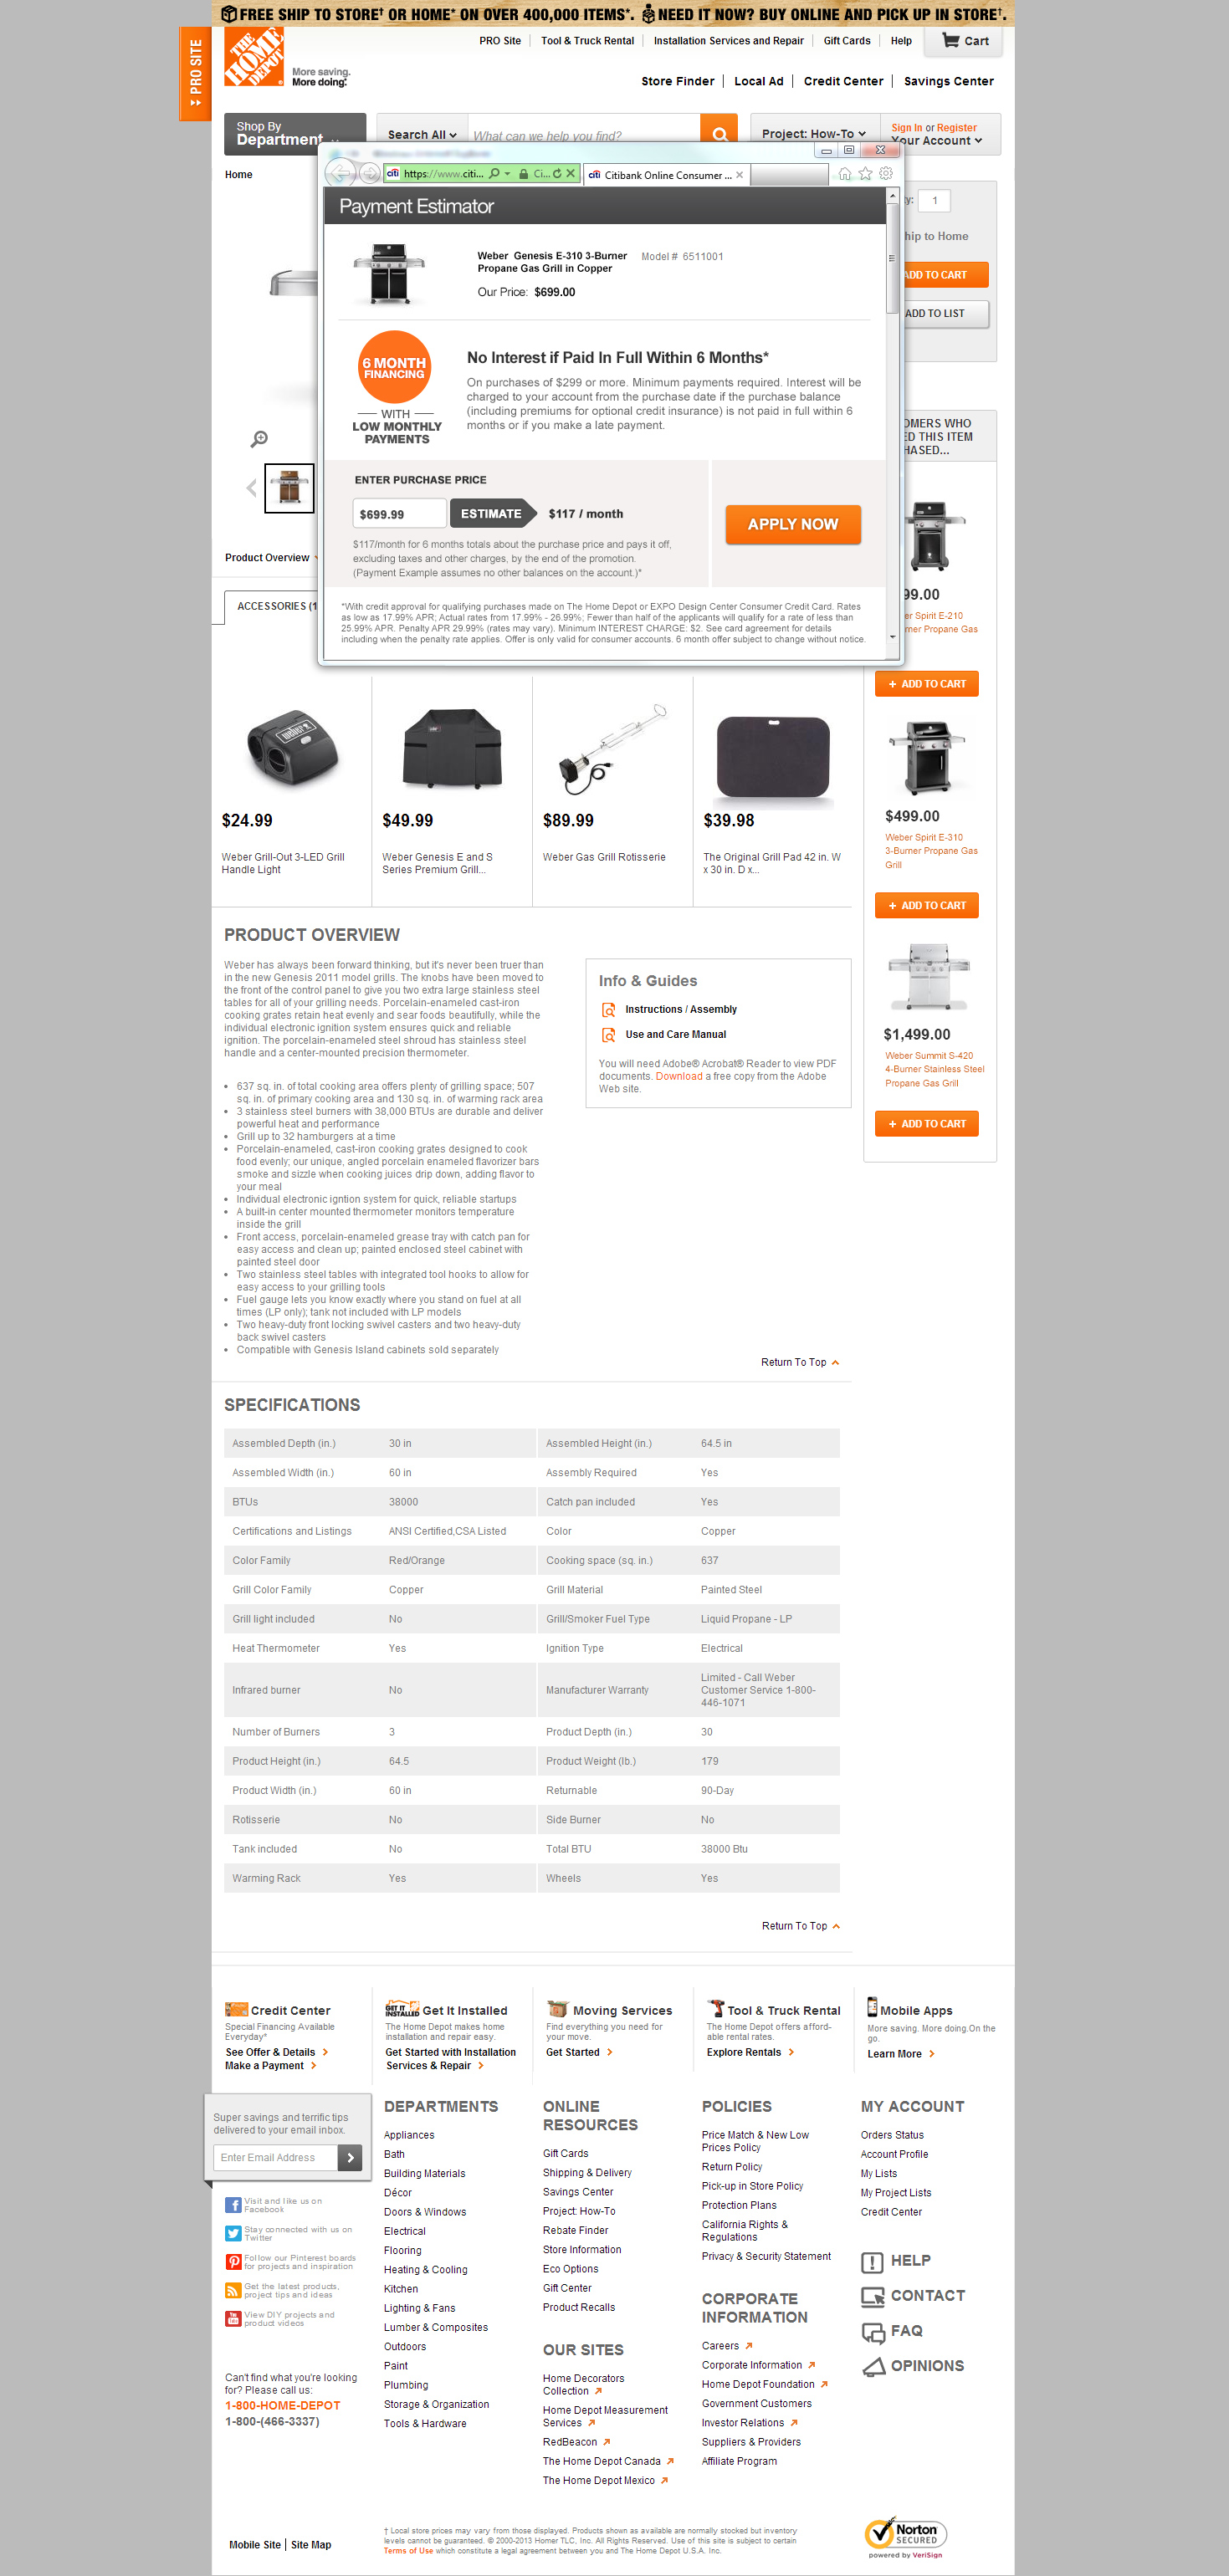 FREE SHIP TO STORE† OR HOME* ON OVER 400,000 ITEMS*. NEED IT NOW? BUY ONLINE AND PICK UP IN STORE†.
PRO SITE
THE HOME DEPOT
More saving.
More doing.
PRO Site
Tool & Truck Rental
Installation Services and Repair
Gift Cards
Help
Cart
Store Finder
Local Ad
Credit Center
Savings Center
Shop By
Department
Search All
What can we help you find?
Project: How-To
Sign In or Register
Your Account
Home
https://www.citi...
Ci...
Citibank Online Consumer ...
Payment Estimator
Weber Genesis E-310 3-Burner
Propane Gas Grill in Copper
Model # 6511001
Our Price: $699.00
6 MONTH
FINANCING
WITH
LOW MONTHLY
PAYMENTS
No Interest if Paid In Full Within 6 Months*
On purchases of $299 or more. Minimum payments required. Interest will be
charged to your account from the purchase date if the purchase balance
(including premiums for optional credit insurance) is not paid in full within 6
months or if you make a late payment.
ENTER PURCHASE PRICE
$699.99
ESTIMATE
$117 / month
$117/month for 6 months totals about the purchase price and pays it off,
excluding taxes and other charges, by the end of the promotion.
(Payment Example assumes no other balances on the account.)*
APPLY NOW
*With credit approval for qualifying purchases made on The Home Depot or EXPO Design Center Consumer Credit Card. Rates
as low as 17.99% APR; Actual rates from 17.99% - 26.99%; Fewer than half of the applicants will qualify for a rate of less than
25.99% APR. Penalty APR 29.99% (rates may vary). Minimum INTEREST CHARGE: $2. See card agreement for details
including when the penalty rate applies. Offer is only valid for consumer accounts. 6 month offer subject to change without notice.
y: 1
hip to Home
ADD TO CART
ADD TO LIST
Product Overview
ACCESSORIES (1
OMERS WHO
ED THIS ITEM
HASED...
99.00
er Spirit E-210
rner Propane Gas
+ ADD TO CART
$499.00
Weber Spirit E-310
3-Burner Propane Gas
Grill
+ ADD TO CART
$1,499.00
Weber Summit S-420
4-Burner Stainless Steel
Propane Gas Grill
+ ADD TO CART
weber
$24.99
Weber Grill-Out 3-LED Grill
Handle Light
$49.99
Weber Genesis E and S
Series Premium Grill...
$89.99
Weber Gas Grill Rotisserie
$39.98
The Original Grill Pad 42 in. W
x 30 in. D x...
PRODUCT OVERVIEW
Weber has always been forward thinking, but it's never been truer than
in the new Genesis 2011 model grills. The knobs have been moved to
the front of the control panel to give you two extra large stainless steel
tables for all of your grilling needs. Porcelain-enameled cast-iron
cooking grates retain heat evenly and sear foods beautifully, while the
individual electronic ignition system ensures quick and reliable
ignition. The porcelain-enameled steel shroud has stainless steel
handle and a center-mounted precision thermometer.
• 637 sq. in. of total cooking area offers plenty of grilling space; 507
sq. in. of primary cooking area and 130 sq. in. of warming rack area
• 3 stainless steel burners with 38,000 BTUs are durable and deliver
powerful heat and performance
• Grill up to 32 hamburgers at a time
• Porcelain-enameled, cast-iron cooking grates designed to cook
food evenly; our unique, angled porcelain enameled flavorizer bars
smoke and sizzle when cooking juices drip down, adding flavor to
your meal
• Individual electronic igntion system for quick, reliable startups
• A built-in center mounted thermometer monitors temperature
inside the grill
• Front access, porcelain-enameled grease tray with catch pan for
easy access and clean up; painted enclosed steel cabinet with
painted steel door
• Two stainless steel tables with integrated tool hooks to allow for
easy access to your grilling tools
• Fuel gauge lets you know exactly where you stand on fuel at all
times (LP only); tank not included with LP models
• Two heavy-duty front locking swivel casters and two heavy-duty
back swivel casters
• Compatible with Genesis Island cabinets sold separately
Info & Guides
Instructions / Assembly
Use and Care Manual
You will need Adobe® Acrobat® Reader to view PDF
documents. Download a free copy from the Adobe
Web site.
Return To Top
SPECIFICATIONS
Assembled Depth (in.) 30 in Assembled Height (in.) 64.5 in
Assembled Width (in.) 60 in Assembly Required Yes
BTUs 38000 Catch pan included Yes
Certifications and Listings ANSI Certified,CSA Listed Color Copper
Color Family Red/Orange Cooking space (sq. in.) 637
Grill Color Family Copper Grill Material Painted Steel
Grill light included No Grill/Smoker Fuel Type Liquid Propane - LP
Heat Thermometer Yes Ignition Type Electrical
Infrared burner No Manufacturer Warranty Limited - Call Weber
Customer Service 1-800-
446-1071
Number of Burners 3 Product Depth (in.) 30
Product Height (in.) 64.5 Product Weight (lb.) 179
Product Width (in.) 60 in Returnable 90-Day
Rotisserie No Side Burner No
Tank included No Total BTU 38000 Btu
Warming Rack Yes Wheels Yes
Return To Top
Credit Center
Special Financing Available
Everyday*
See Offer & Details
Make a Payment
GET IT INSTALLED
Get It Installed
The Home Depot makes home
installation and repair easy.
Get Started with Installation
Services & Repair
Moving Services
Find everything you need for
your move.
Get Started
Tool & Truck Rental
The Home Depot offers afford-
able rental rates.
Explore Rentals
Mobile Apps
More saving. More doing.On the
go.
Learn More
Super savings and terrific tips
delivered to your email inbox.
Enter Email Address
Visit and like us on
Facebook
Stay connected with us on
Twitter
Follow our Pinterest boards
for projects and inspiration
Get the latest products,
project tips and ideas
View DIY projects and
product videos
Can't find what you're looking
for? Please call us:
1-800-HOME-DEPOT
1-800-(466-3337)
DEPARTMENTS
Appliances
Bath
Building Materials
Décor
Doors & Windows
Electrical
Flooring
Heating & Cooling
Kitchen
Lighting & Fans
Lumber & Composites
Outdoors
Paint
Plumbing
Storage & Organization
Tools & Hardware
ONLINE
RESOURCES
Gift Cards
Shipping & Delivery
Savings Center
Project: How-To
Rebate Finder
Store Information
Eco Options
Gift Center
Product Recalls
OUR SITES
Home Decorators
Collection
Home Depot Measurement
Services
RedBeacon
The Home Depot Canada
The Home Depot Mexico
POLICIES
Price Match & New Low
Prices Policy
Return Policy
Pick-up in Store Policy
Protection Plans
California Rights &
Regulations
Privacy & Security Statement
CORPORATE
INFORMATION
Careers
Corporate Information
Home Depot Foundation
Government Customers
Investor Relations
Suppliers & Providers
Affiliate Program
MY ACCOUNT
Orders Status
Account Profile
My Lists
My Project Lists
Credit Center
HELP
CONTACT
FAQ
OPINIONS
Mobile Site | Site Map
† Local store prices may vary from those displayed. Products shown as available are normally stocked but inventory
levels cannot be guaranteed. © 2000-2013 Homer TLC, Inc. All Rights Reserved. Use of this site is subject to certain
Terms of Use which constitute a legal agreement between you and The Home Depot U.S.A. Inc.
Norton
SECURED
powered by VeriSign